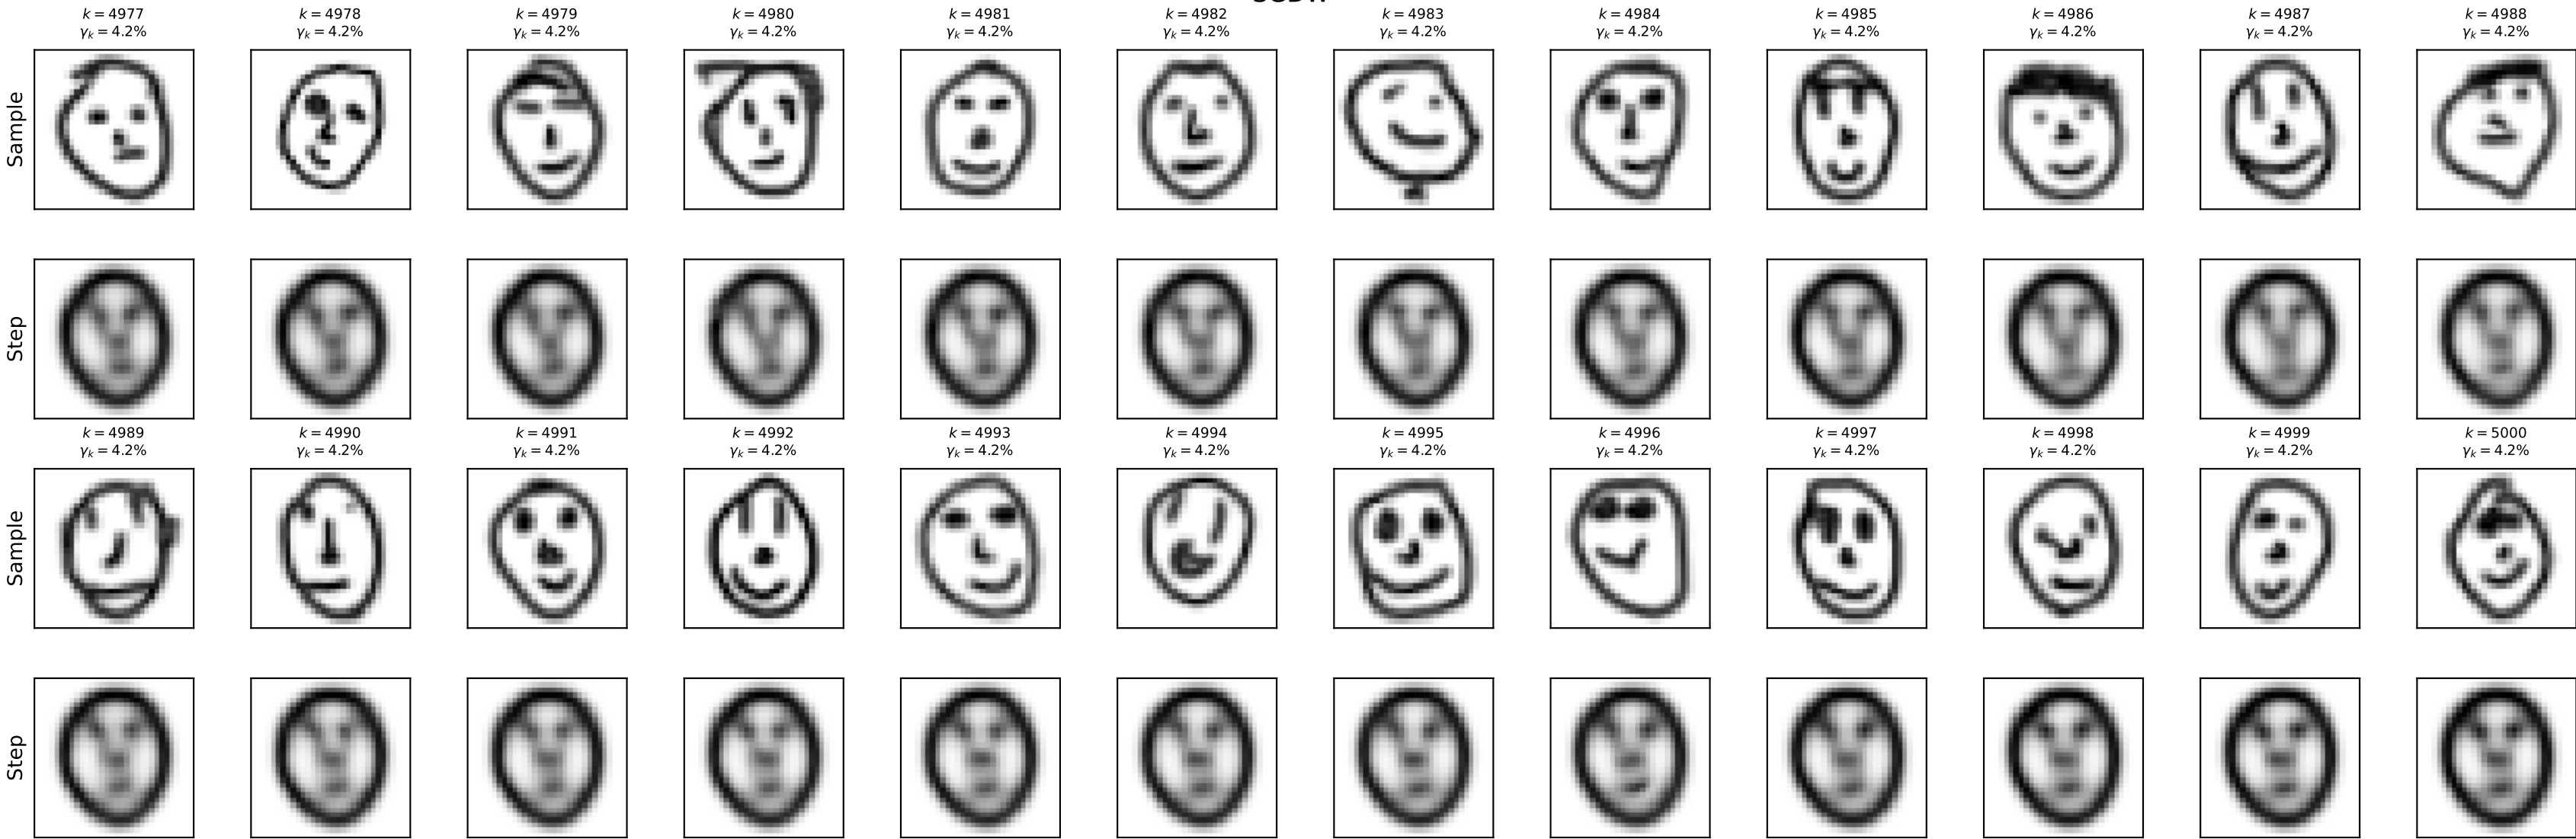 k = 4977 k = 4978 k = 4979 k = 4980 k = 4981 k = 4982 k = 4983 k = 4984 k = 4985 k = 4986 k = 4987 k = 4988
γₖ = 4.2% γₖ = 4.2% γₖ = 4.2% γₖ = 4.2% γₖ = 4.2% γₖ = 4.2% γₖ = 4.2% γₖ = 4.2% γₖ = 4.2% γₖ = 4.2% γₖ = 4.2% γₖ = 4.2%
Sample
Step
k = 4989 k = 4990 k = 4991 k = 4992 k = 4993 k = 4994 k = 4995 k = 4996 k = 4997 k = 4998 k = 4999 k = 5000
γₖ = 4.2% γₖ = 4.2% γₖ = 4.2% γₖ = 4.2% γₖ = 4.2% γₖ = 4.2% γₖ = 4.2% γₖ = 4.2% γₖ = 4.2% γₖ = 4.2% γₖ = 4.2% γₖ = 4.2%
Sample
Step